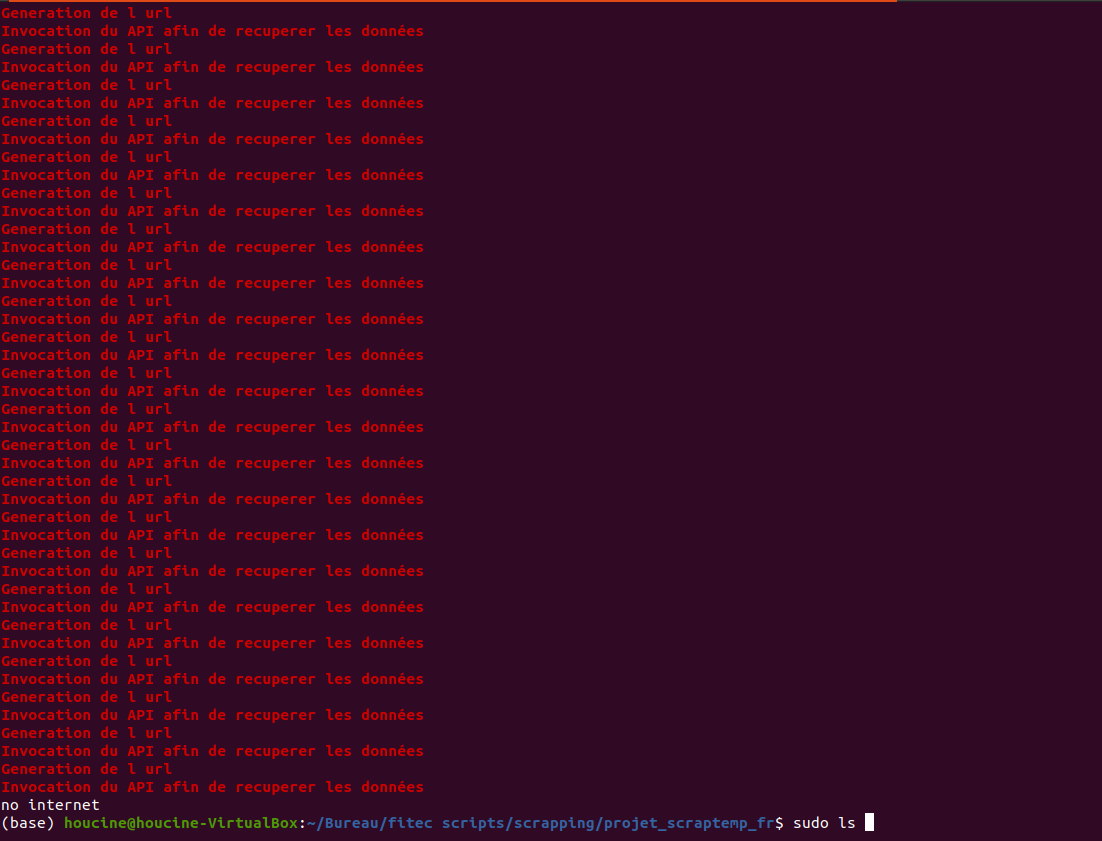 Generation de l url
Invocation du API afin de recuperer les données
Generation de l url
Invocation du API afin de recuperer les données
Generation de l url
Invocation du API afin de recuperer les données
Generation de l url
Invocation du API afin de recuperer les données
Generation de l url
Invocation du API afin de recuperer les données
Generation de l url
Invocation du API afin de recuperer les données
Generation de l url
Invocation du API afin de recuperer les données
Generation de l url
Invocation du API afin de recuperer les données
Generation de l url
Invocation du API afin de recuperer les données
Generation de l url
Invocation du API afin de recuperer les données
Generation de l url
Invocation du API afin de recuperer les données
Generation de l url
Invocation du API afin de recuperer les données
Generation de l url
Invocation du API afin de recuperer les données
Generation de l url
Invocation du API afin de recuperer les données
Generation de l url
Invocation du API afin de recuperer les données
Generation de l url
Invocation du API afin de recuperer les données
Generation de l url
Invocation du API afin de recuperer les données
Generation de l url
Invocation du API afin de recuperer les données
Generation de l url
Invocation du API afin de recuperer les données
Generation de l url
Invocation du API afin de recuperer les données
Generation de l url
Invocation du API afin de recuperer les données
Generation de l url
Invocation du API afin de recuperer les données
no internet
(base) houcine@houcine-VirtualBox:~/Bureau/fitec scripts/scrapping/projet_scraptemp_fr$ sudo ls